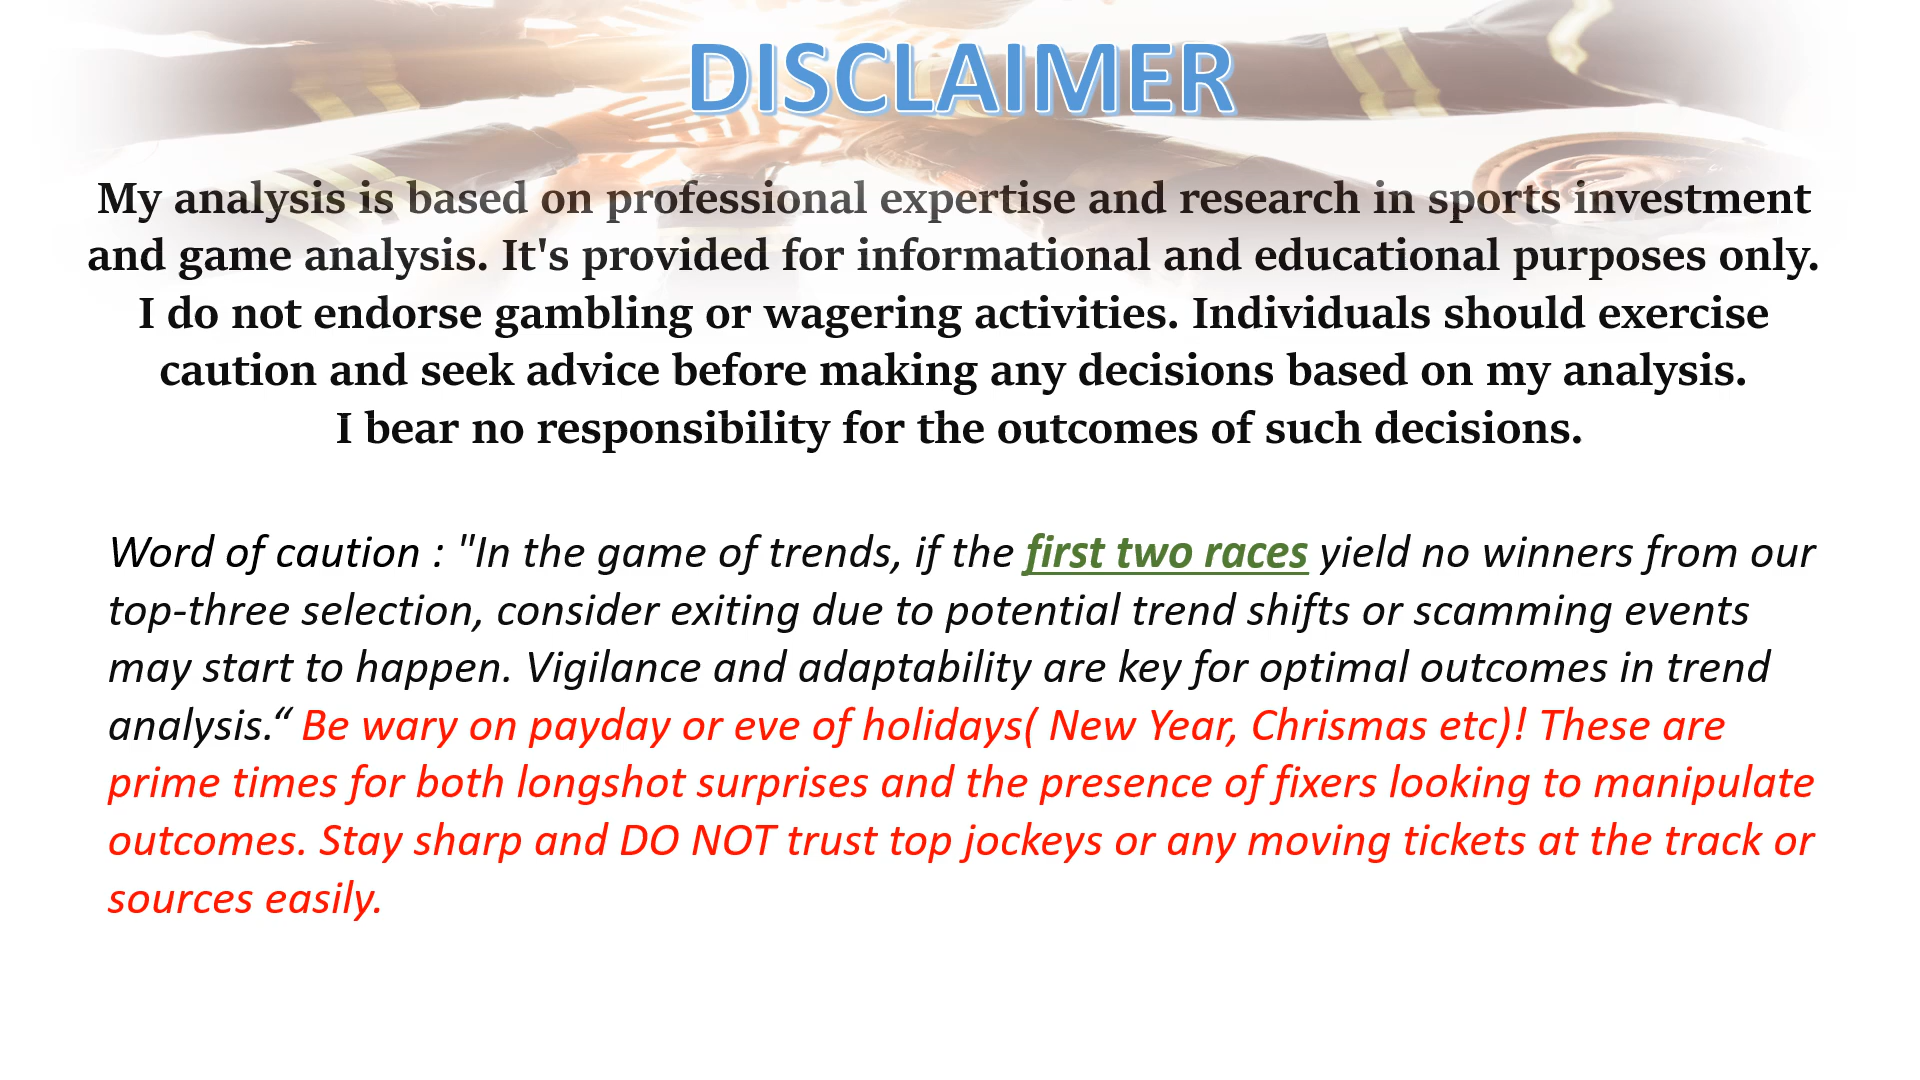 DISCLAIMER
My analysis is based on professional expertise and research in sports investment
and game analysis. It's provided for informational and educational purposes only.
I do not endorse gambling or wagering activities. Individuals should exercise
caution and seek advice before making any decisions based on my analysis.
I bear no responsibility for the outcomes of such decisions.
Word of caution : "In the game of trends, if the first two races yield no winners from our
top-three selection, consider exiting due to potential trend shifts or scamming events
may start to happen. Vigilance and adaptability are key for optimal outcomes in trend
analysis.“ Be wary on payday or eve of holidays( New Year, Chrismas etc)! These are
prime times for both longshot surprises and the presence of fixers looking to manipulate
outcomes. Stay sharp and DO NOT trust top jockeys or any moving tickets at the track or
sources easily.